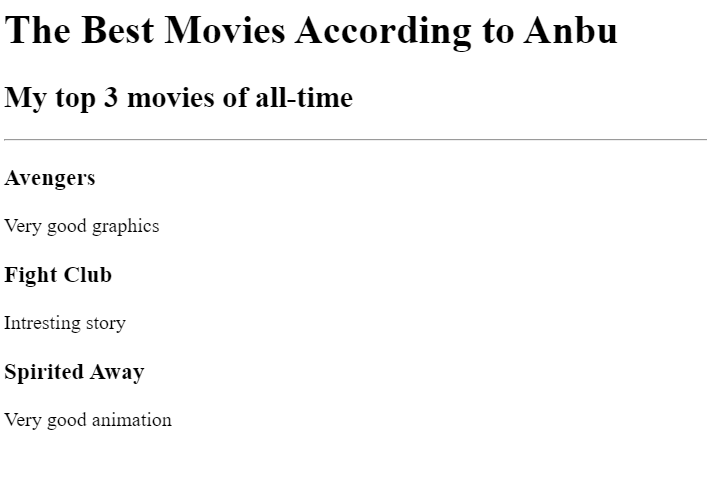 The Best Movies According to Anbu
My top 3 movies of all-time
Avengers
Very good graphics
Fight Club
Intresting story
Spirited Away
Very good animation